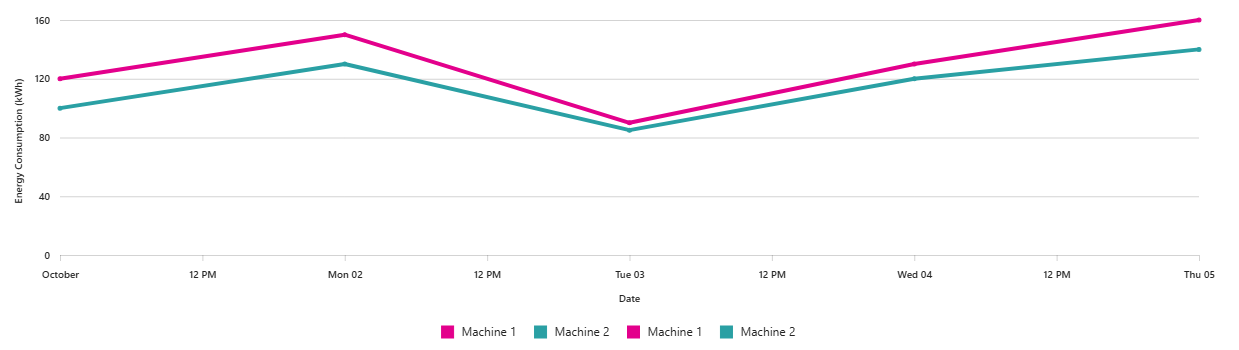 160
120
80
40
0
Energy Consumption (kWh)
October 12 PM Mon 02 12 PM Tue 03 12 PM Wed 04 12 PM Thu 05
Date
Machine 1 Machine 2 Machine 1 Machine 2